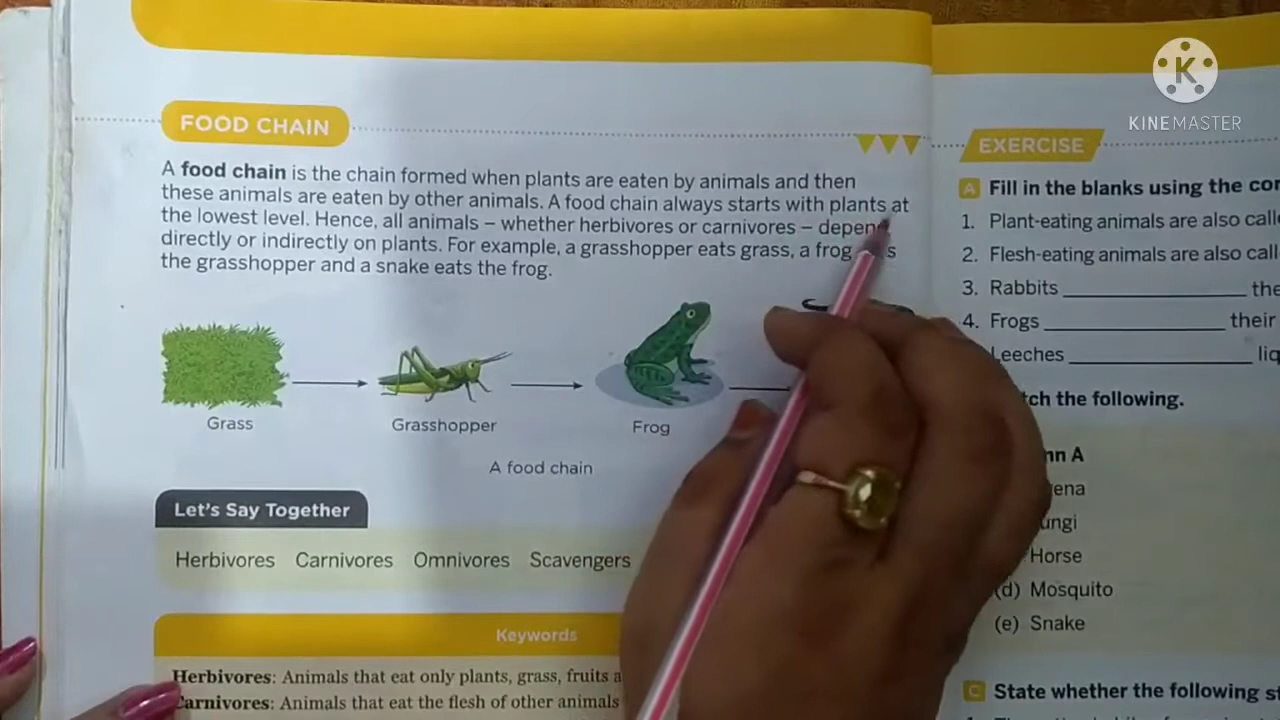 KINEMASTER
FOOD CHAIN
A food chain is the chain formed when plants are eaten by animals and then
these animals are eaten by other animals. A food chain always starts with plants at
the lowest level. Hence, all animals – whether herbivores or carnivores – depen
directly or indirectly on plants. For example, a grasshopper eats grass, a frog s
the grasshopper and a snake eats the frog.
Grass
Grasshopper
Frog
A food chain
Let's Say Together
Herbivores Carnivores Omnivores Scavengers
Keywords
Herbivores: Animals that eat only plants, grass, fruits a
Carnivores: Animals that eat the flesh of other animals
EXERCISE
A Fill in the blanks using the cor
1. Plant-eating animals are also call
2. Flesh-eating animals are also call
3. Rabbits ______ the
4. Frogs ______ their
Leeches ______ liq
tch the following.
nn A
ena
ungi
Horse
(d) Mosquito
(e) Snake
C State whether the following st